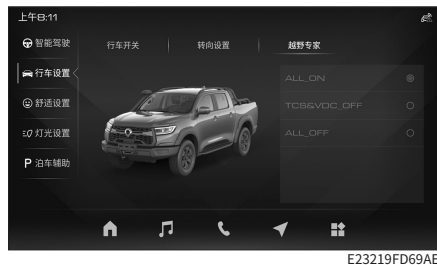 上午8:11
智能驾驶
行车开关
转向设置
越野专家
行车设置
ALL_ON
舒适设置
TCS&VDC_OFF
灯光设置
ALL_OFF
P 泊车辅助
E23219FD69AE